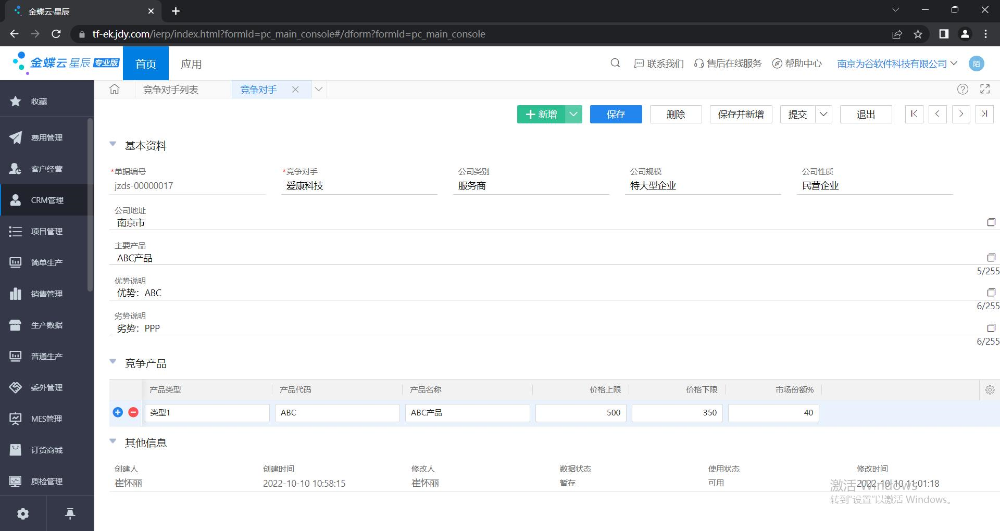 金蝶云·星辰
tf-ek.jdy.com/ierp/index.html?formId=pc_main_console#/dform?formId=pc_main_console
金蝶云 星辰 专业版
首页
应用
联系我们
售后在线服务
帮助中心
南京为谷软件科技有限公司
陌
竞争对手列表
竞争对手
收藏
费用管理
客户经营
CRM管理
项目管理
简单生产
销售管理
生产数据
普通生产
委外管理
MES管理
订货商城
质检管理
新增
保存
删除
保存并新增
提交
退出
基本资料
*单据编号 *竞争对手 公司类别 公司规模 公司性质
jzds-00000017 爱康科技 服务商 特大型企业 民营企业
公司地址
南京市
主要产品
ABC产品
5/255
优势说明
优势：ABC
6/255
劣势说明
劣势：PPP
6/255
竞争产品
产品类型 产品代码 产品名称 价格上限 价格下限 市场份额%
类型1 ABC ABC产品 500 350 40
其他信息
创建人 创建时间 修改人 数据状态 使用状态 修改时间
崔怀丽 2022-10-10 10:58:15 崔怀丽 暂存 可用 2022-10-10 11:01:18
激活 Windows
转到"设置"以激活 Windows。